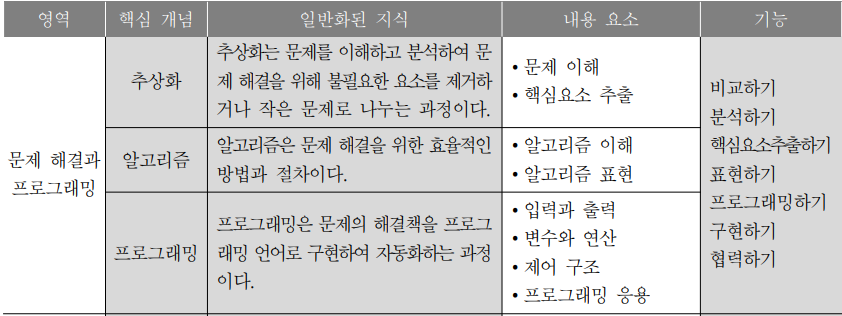 영역 핵심 개념 일반화된 지식 내용 요소 기능
문제 해결과
프로그래밍
추상화
추상화는 문제를 이해하고 분석하여 문
제 해결을 위해 불필요한 요소를 제거하
거나 작은 문제로 나누는 과정이다.
• 문제 이해
• 핵심요소 추출
알고리즘
알고리즘은 문제 해결을 위한 효율적인
방법과 절차이다.
• 알고리즘 이해
• 알고리즘 표현
프로그래밍
프로그래밍은 문제의 해결책을 프로그
래밍 언어로 구현하여 자동화하는 과정
이다.
• 입력과 출력
• 변수와 연산
• 제어 구조
• 프로그래밍 응용
비교하기
분석하기
핵심요소추출하기
표현하기
프로그래밍하기
구현하기
협력하기